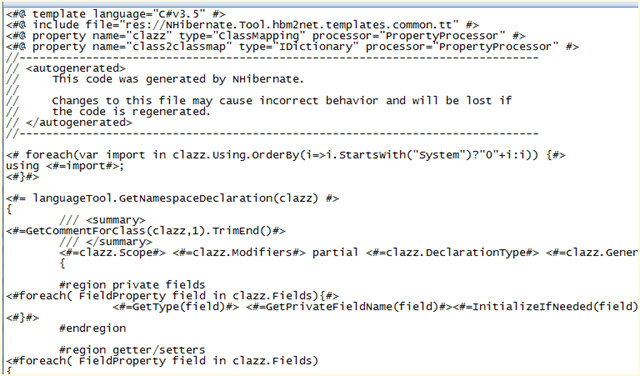 <#@ template language="C#v3.5" #>
<#@ include file="res://NHibernate.Tool.hbm2net.templates.common.tt" #>
<#@ property name="clazz" type="ClassMapping" processor="PropertyProcessor" #>
<#@ property name="class2classmap" type="IDictionary" processor="PropertyProcessor" #>
//------------------------------------------------------------------------------
// <autogenerated>
//     This code was generated by NHibernate.
//
//     Changes to this file may cause incorrect behavior and will be lost if
//     the code is regenerated.
// </autogenerated>
//------------------------------------------------------------------------------
<# foreach(var import in clazz.Using.OrderBy(i=>i.StartsWith("System")?"0"+i:i)) {#>
using <#=import#>;
<#}#>
<#= languageTool.GetNamespaceDeclaration(clazz) #>
{
/// <summary>
<#=GetCommentForClass(clazz,1).TrimEnd()#>
/// </summary>
<#=clazz.Scope#> <#=clazz.Modifiers#> partial <#=clazz.DeclarationType#> <#=clazz.Gener
{
#region private fields
<#foreach( FieldProperty field in clazz.Fields){#>
<#=GetType(field)#> <#=GetPrivateFieldName(field)#><#=InitializeIfNeeded(field)
<#}#>
#endregion
#region getter/setters
<#foreach( FieldProperty field in clazz.Fields)
{